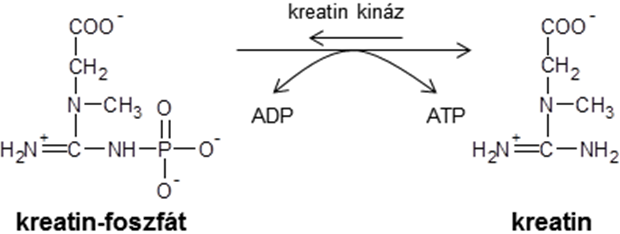 COO⁻
CH₂
N–CH₃
H₂N⁺=C–NH–P–O⁻
O
O⁻
kreatin-foszfát
kreatin kináz
ADP
ATP
COO⁻
CH₂
N–CH₃
H₂N⁺=C–NH₂
kreatin